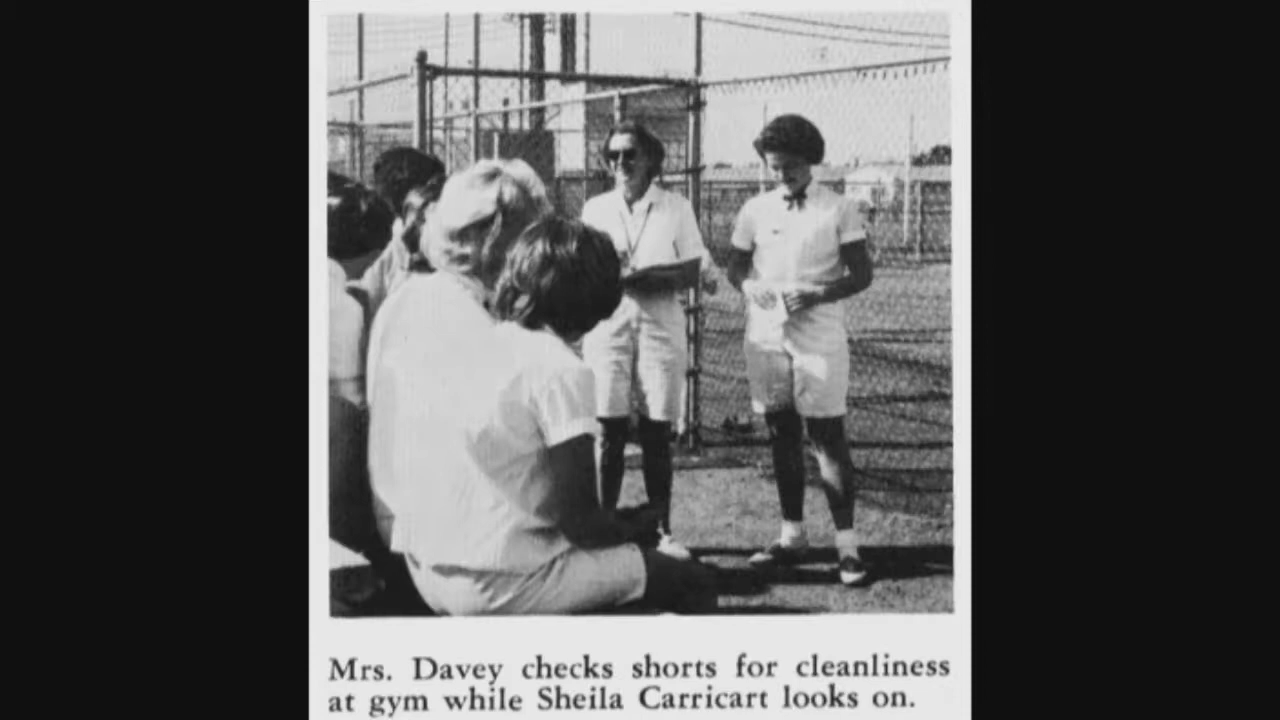 Mrs. Davey checks shorts for cleanliness
at gym while Sheila Carricart looks on.